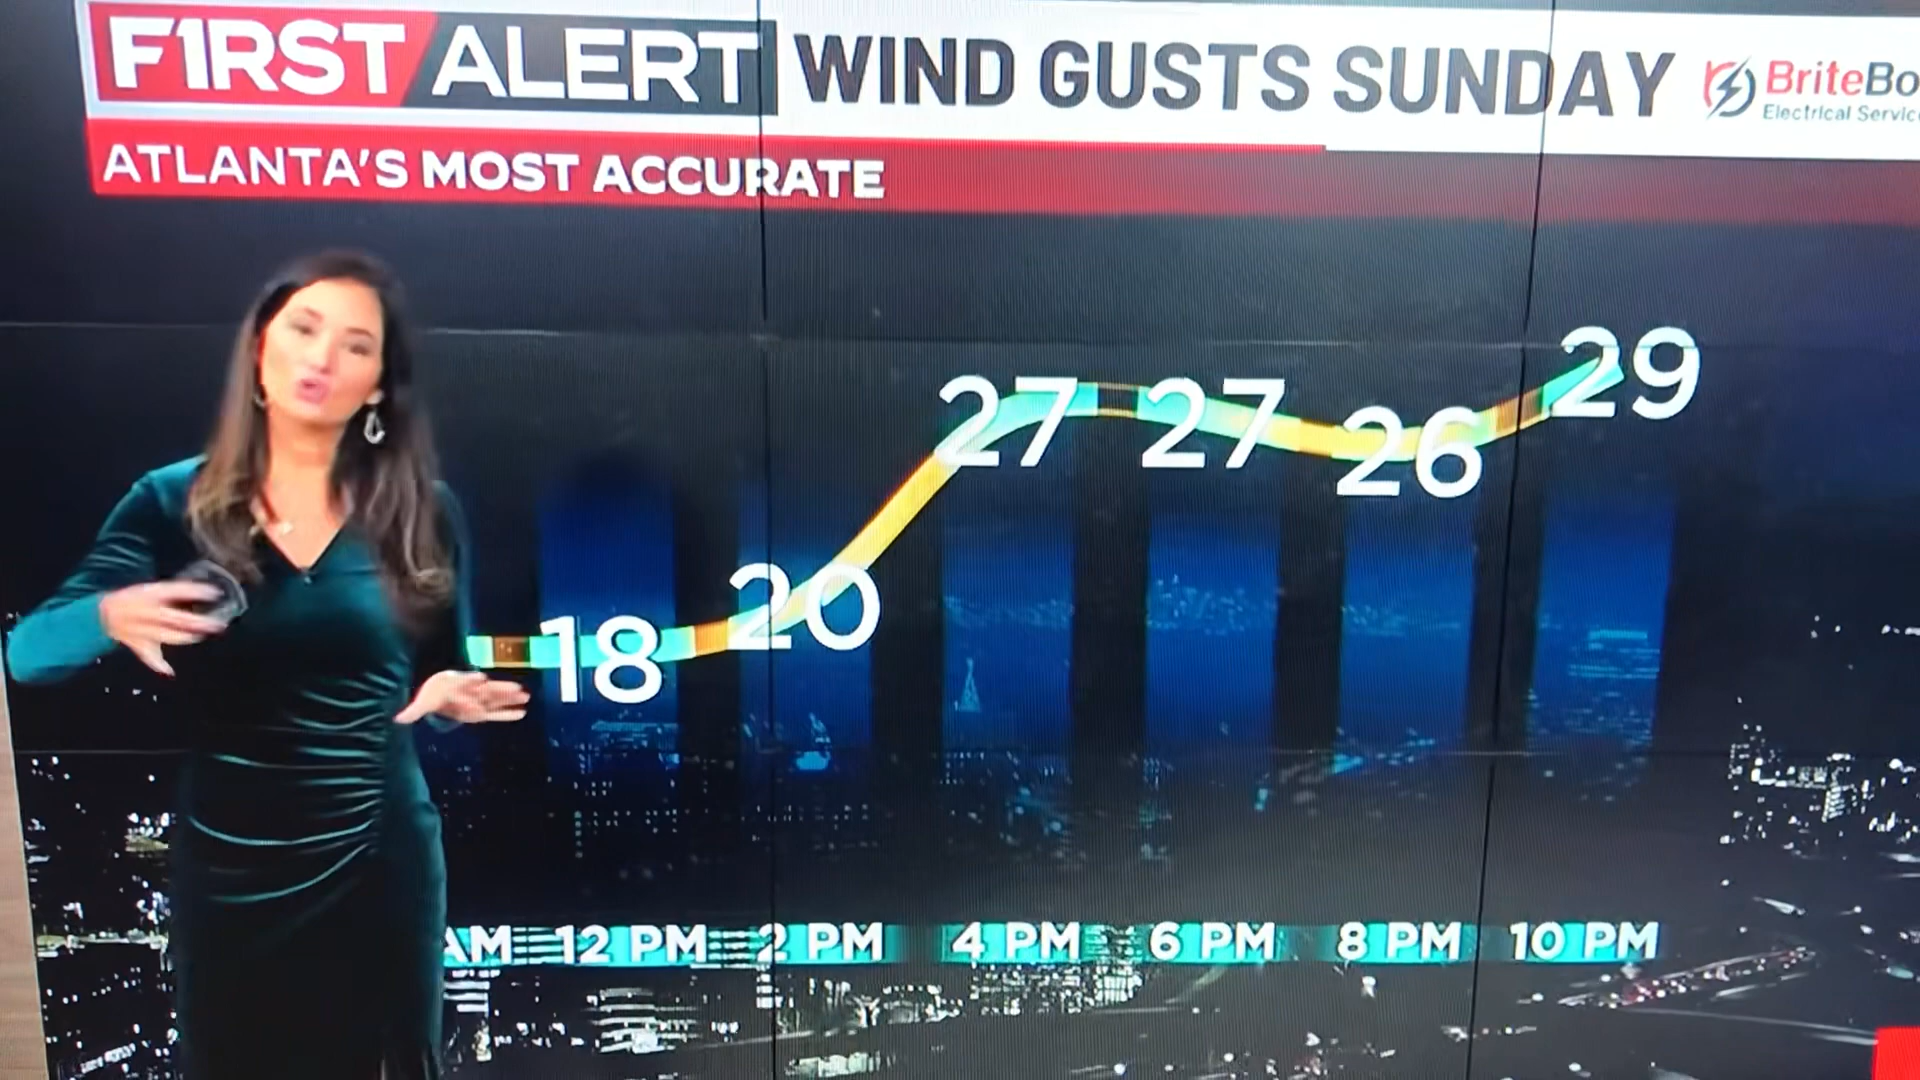 F1RST ALERT WIND GUSTS SUNDAY
BriteBo
Electrical Service
ATLANTA'S MOST ACCURATE
29
27 27 26
20
18
AM 12 PM 2 PM 4 PM 6 PM 8 PM 10 PM